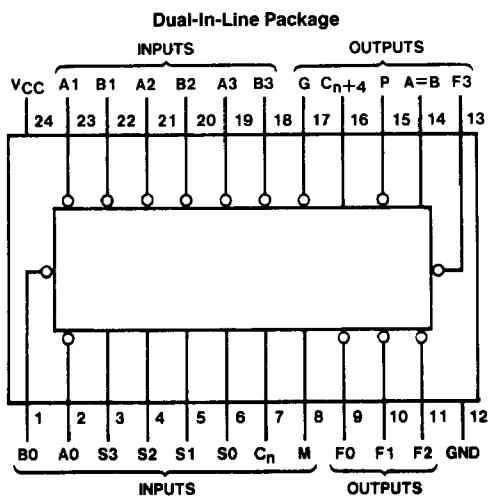 Dual-In-Line Package
INPUTS OUTPUTS
VCC A1 B1 A2 B2 A3 B3 G Cn+4 P A=B F3
24 23 22 21 20 19 18 17 16 15 14 13
1 2 3 4 5 6 7 8 9 10 11 12
B0 A0 S3 S2 S1 S0 Cn M F0 F1 F2 GND
INPUTS OUTPUTS